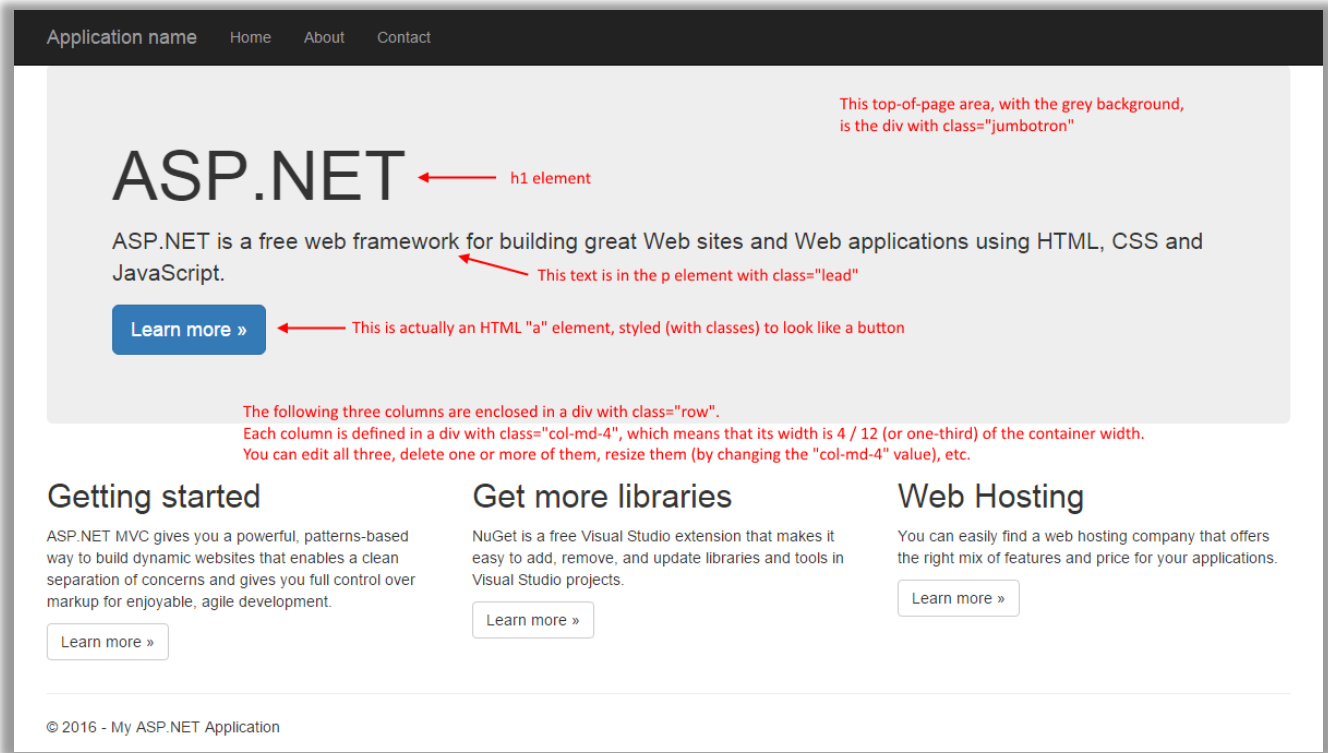 Application name Home About Contact
This top-of-page area, with the grey background,
is the div with class="jumbotron"
ASP.NET
h1 element
ASP.NET is a free web framework for building great Web sites and Web applications using HTML, CSS and
JavaScript.
This text is in the p element with class="lead"
Learn more »
This is actually an HTML "a" element, styled (with classes) to look like a button
The following three columns are enclosed in a div with class="row".
Each column is defined in a div with class="col-md-4", which means that its width is 4 / 12 (or one-third) of the container width.
You can edit all three, delete one or more of them, resize them (by changing the "col-md-4" value), etc.
Getting started
ASP.NET MVC gives you a powerful, patterns-based
way to build dynamic websites that enables a clean
separation of concerns and gives you full control over
markup for enjoyable, agile development.
Learn more »
Get more libraries
NuGet is a free Visual Studio extension that makes it
easy to add, remove, and update libraries and tools in
Visual Studio projects.
Learn more »
Web Hosting
You can easily find a web hosting company that offers
the right mix of features and price for your applications.
Learn more »
© 2016 - My ASP.NET Application